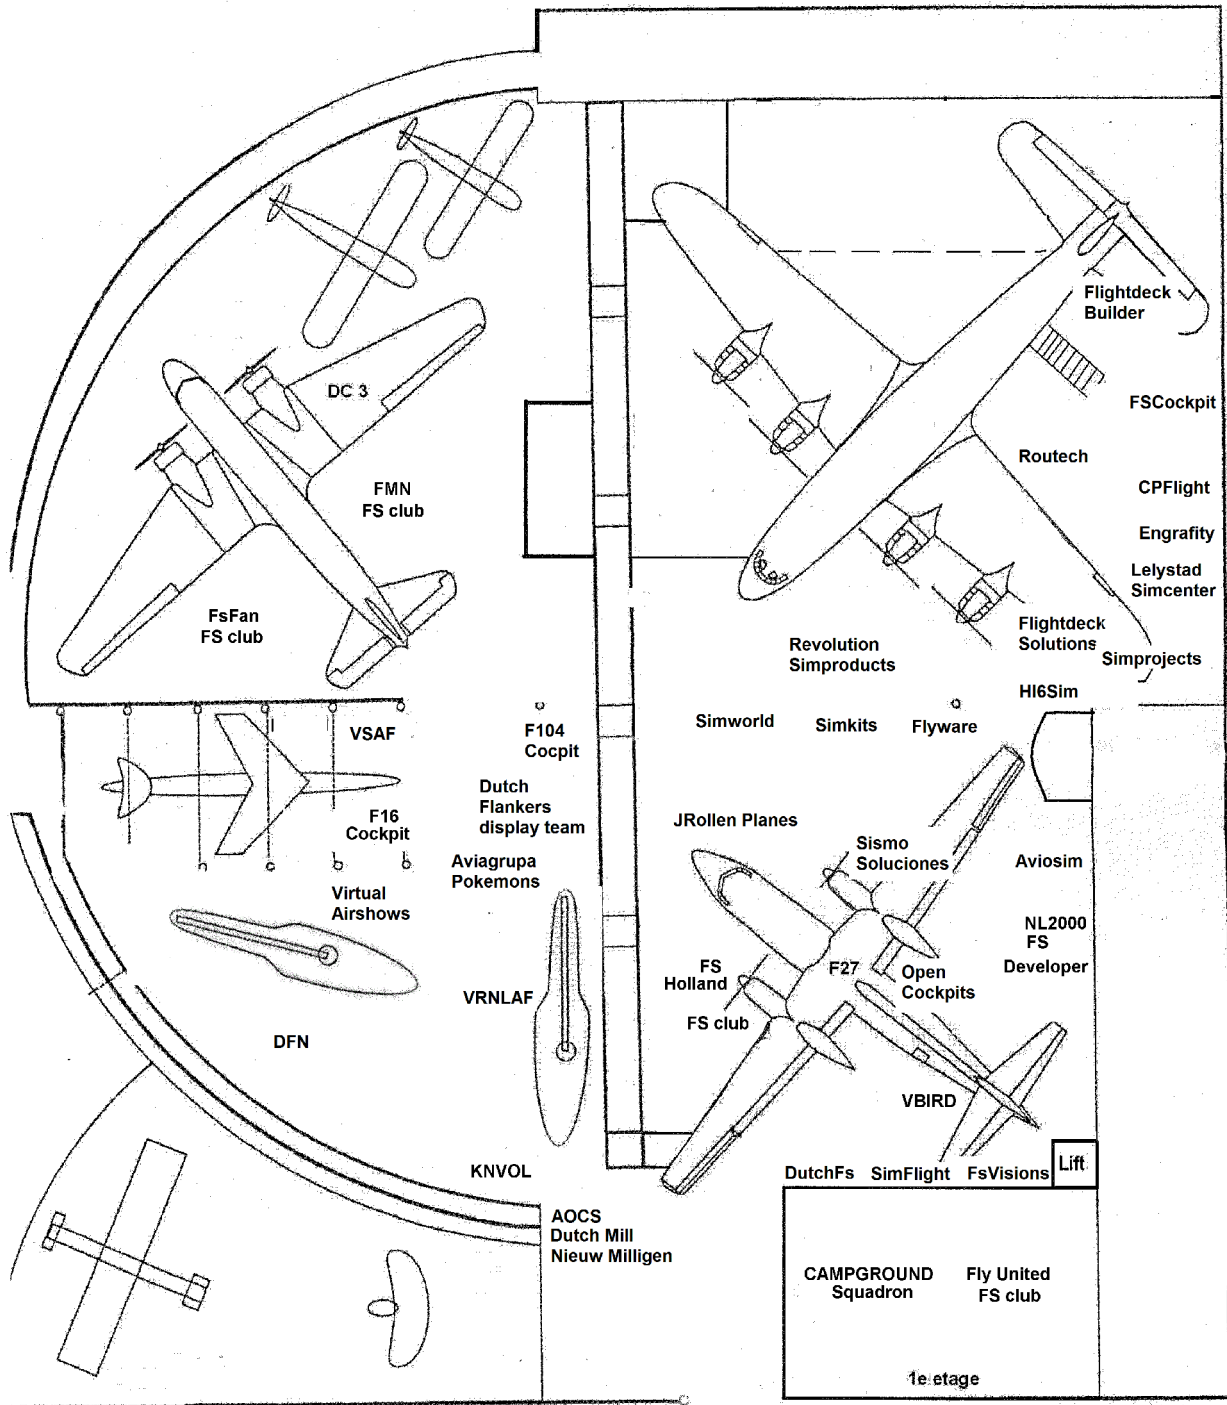 Flightdeck
Builder
DC 3
FSCockpit
Routech
FMN
FS club
CPFlight
Engrafity
Lelystad
Simcenter
FsFan
FS club
Flightdeck
Solutions
Revolution
Simproducts
Simprojects
HI6Sim
VSAF
F104
Cocpit
Simworld
Simkits
Flyware
Dutch
Flankers
display team
F16
Cockpit
JRollen Planes
Sismo
Soluciones
Aviosim
Aviagrupa
Pokemons
Virtual
Airshows
NL2000
FS
Developer
FS
Holland
FS club
F27
Open
Cockpits
VRNLAF
DFN
VBIRD
KNVOL
DutchFs
SimFlight
FsVisions
Lift
AOCS
Dutch Mill
Nieuw Milligen
CAMPGROUND
Squadron
Fly United
FS club
1e etage